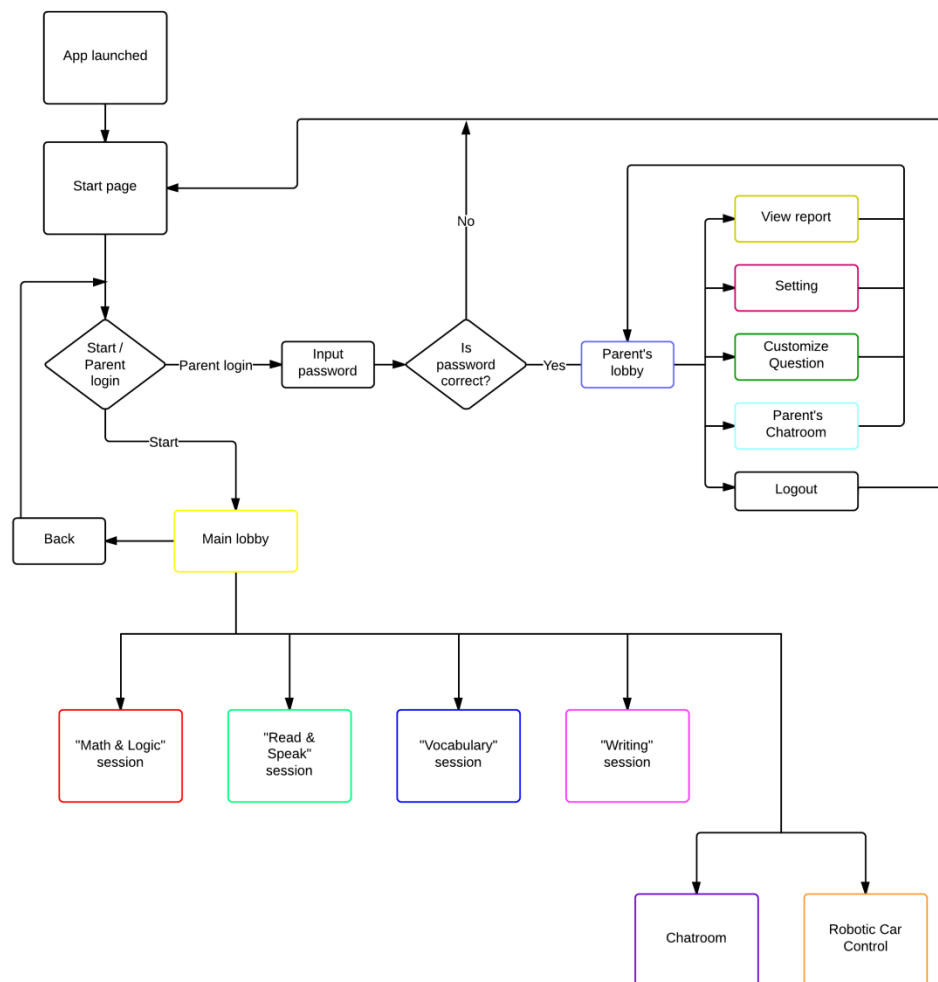 App launched
Start page
No
View report
Setting
Start /
Parent
login
Parent login
Input
password
Is
password
correct?
Yes
Parent's
lobby
Customize
Question
Parent's
Chatroom
Start
Logout
Back
Main lobby
"Math & Logic"
session
"Read &
Speak"
session
"Vocabulary"
session
"Writing"
session
Chatroom
Robotic Car
Control